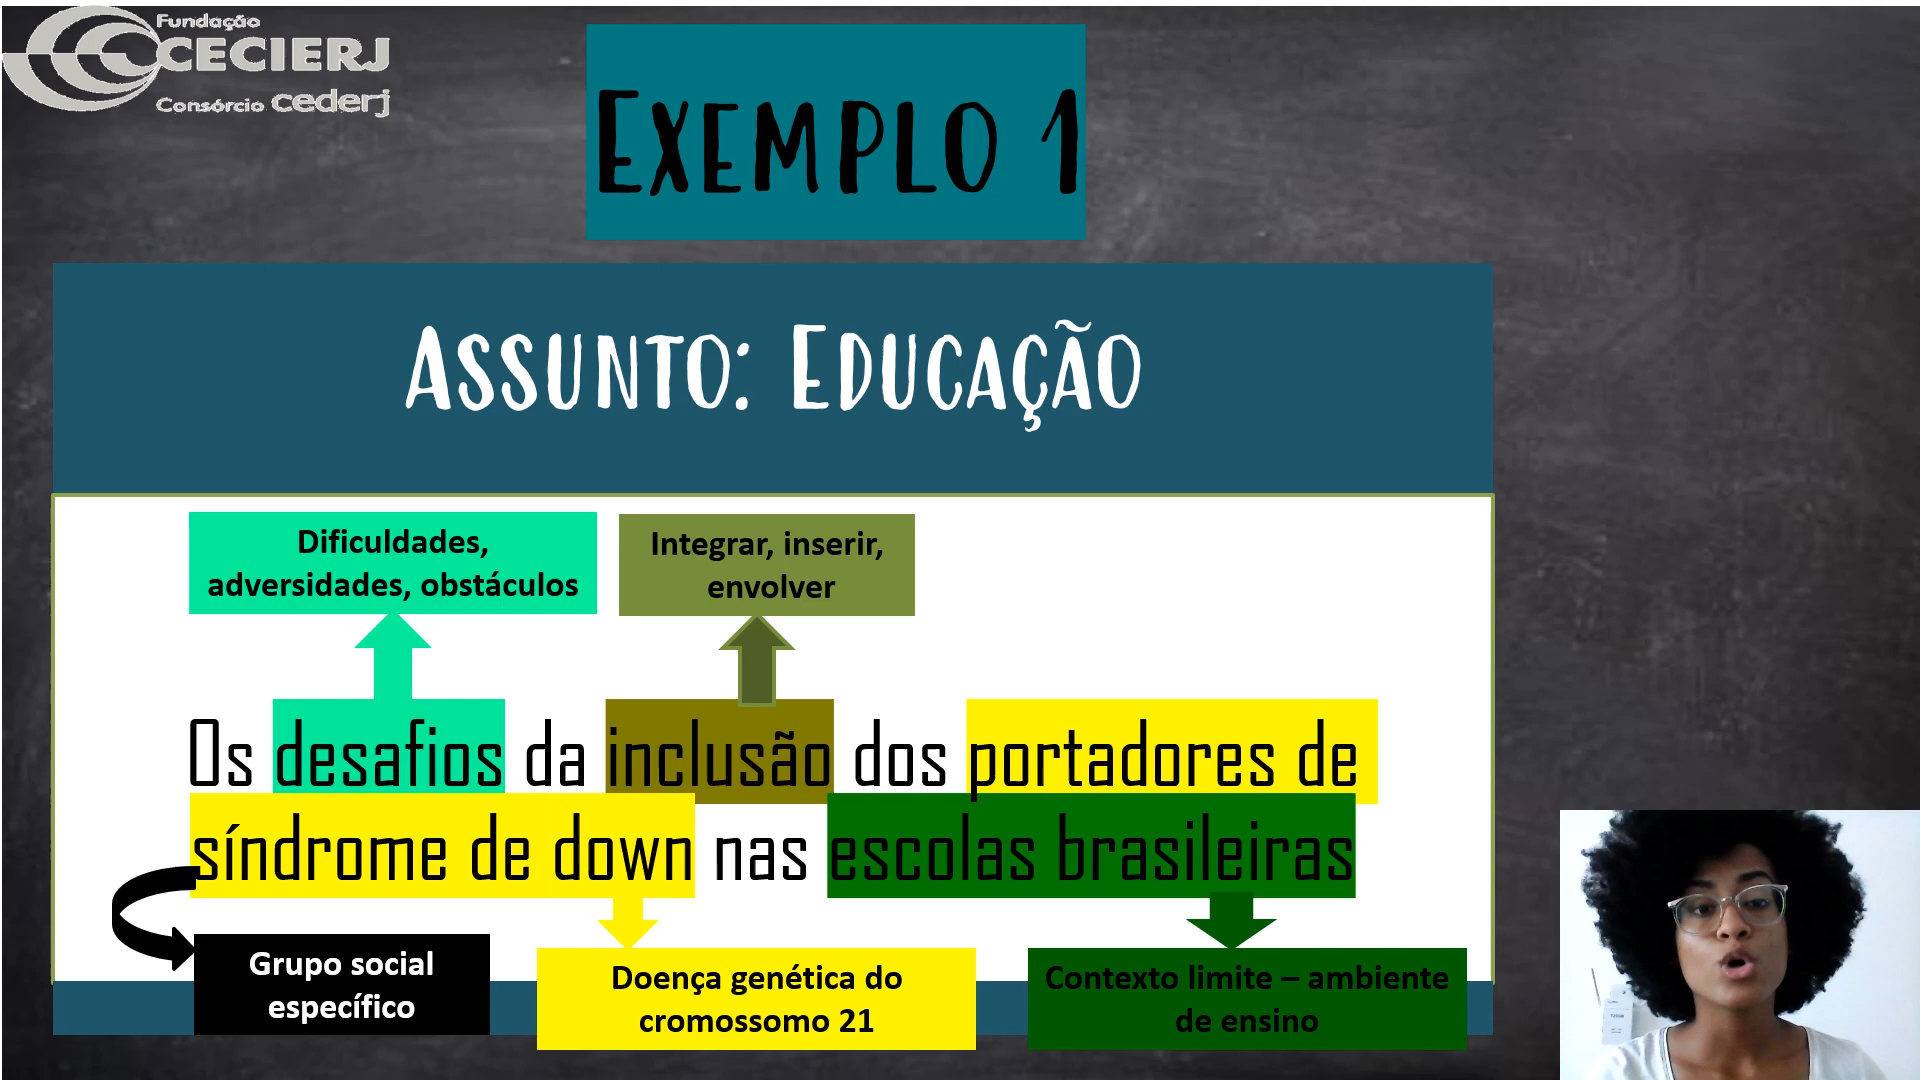 Fundação
CECIERJ
Consórcio cederj
EXEMPLO 1
ASSUNTO: EDUCAÇÃO
Dificuldades,
adversidades, obstáculos
Integrar, inserir,
envolver
Os desafios da inclusão dos portadores de
síndrome de down nas escolas brasileiras
Grupo social
específico
Doença genética do
cromossomo 21
Contexto limite – ambiente
de ensino